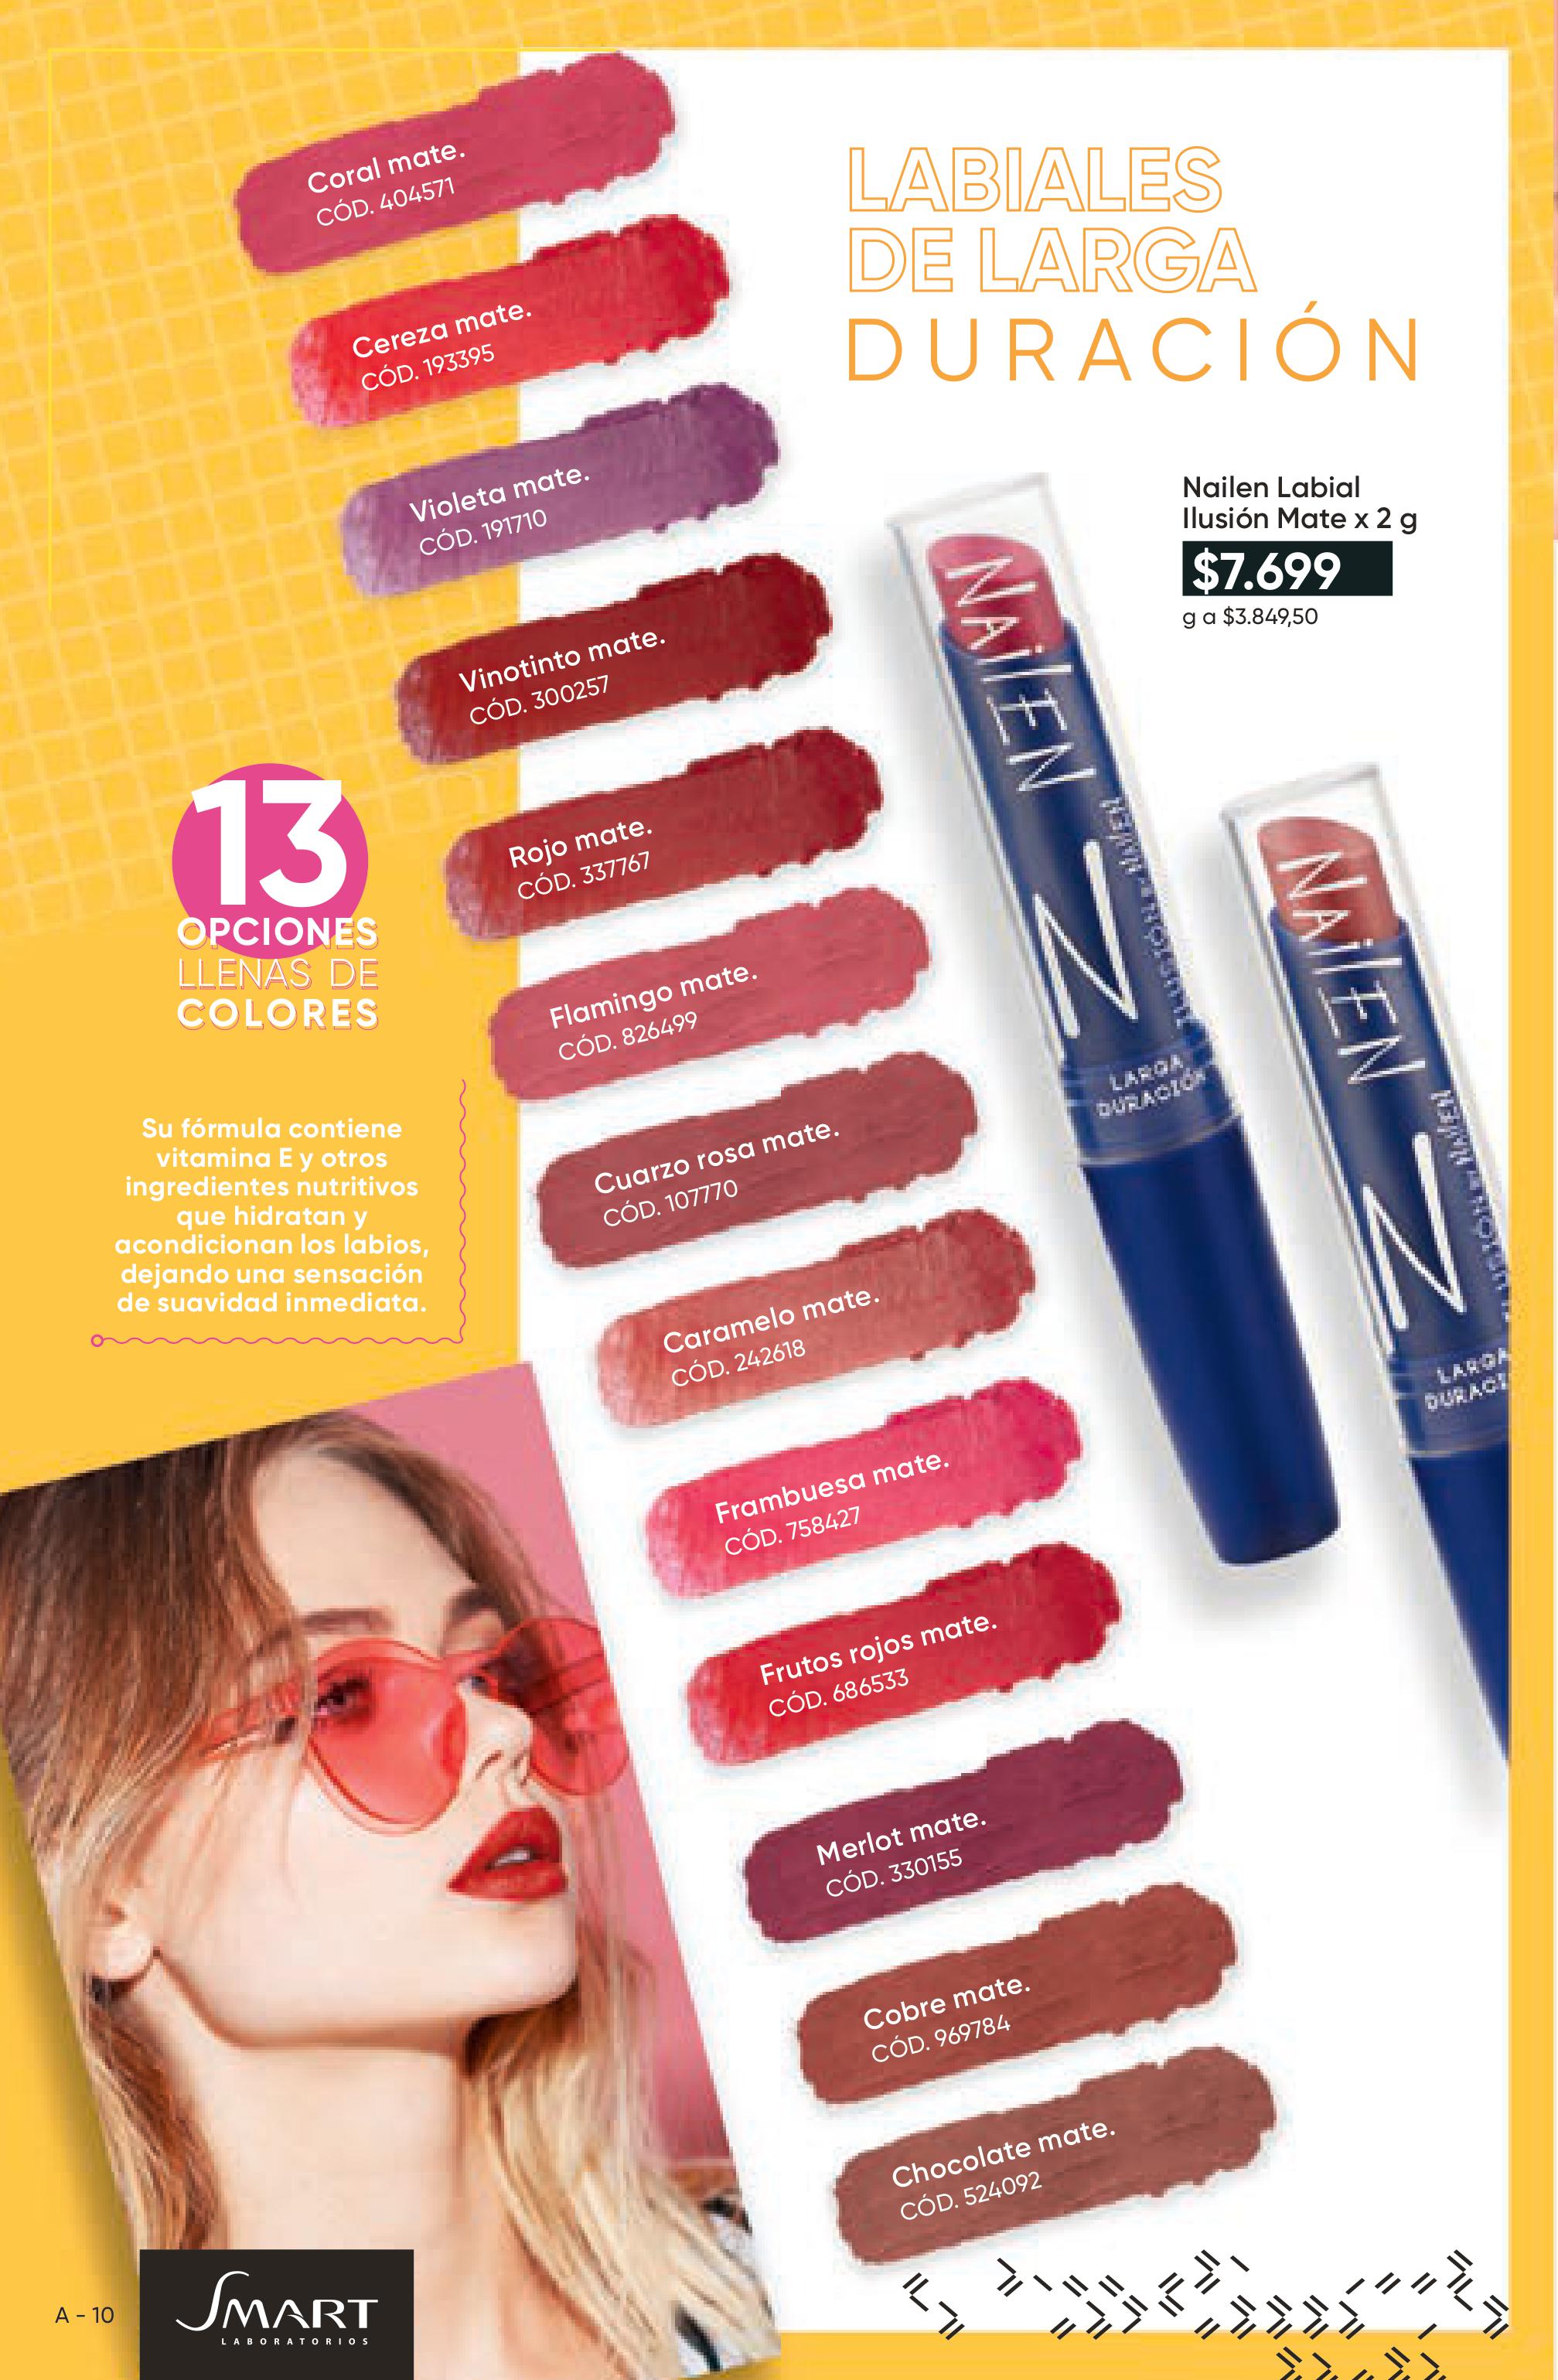 LABIALES
DE LARGA
DURACIÓN
Coral mate.
CÓD. 404571
Cereza mate.
CÓD. 193395
Violeta mate.
CÓD. 191710
Vinotinto mate.
CÓD. 300257
Rojo mate.
CÓD. 337767
Flamingo mate.
CÓD. 826499
Cuarzo rosa mate.
CÓD. 107770
Caramelo mate.
CÓD. 242618
Frambuesa mate.
CÓD. 758427
Frutos rojos mate.
CÓD. 686533
Merlot mate.
CÓD. 330155
Cobre mate.
CÓD. 969784
Chocolate mate.
CÓD. 524092
Nailen Labial
Ilusión Mate x 2 g
$7.699
g a $3.849,50
NAiLEN
N
LARGA
DURACIÓN
NAiLEN
N
LARGA
DURACI
13
OPCIONES
LLENAS DE
COLORES
Su fórmula contiene
vitamina E y otros
ingredientes nutritivos
que hidratan y
acondicionan los labios,
dejando una sensación
de suavidad inmediata.
A - 10
SMART
LABORATORIOS